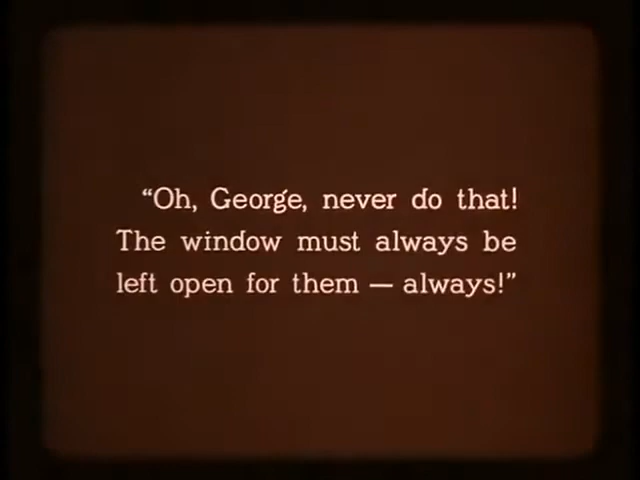 “Oh, George, never do that!
The window must always be
left open for them — always!”